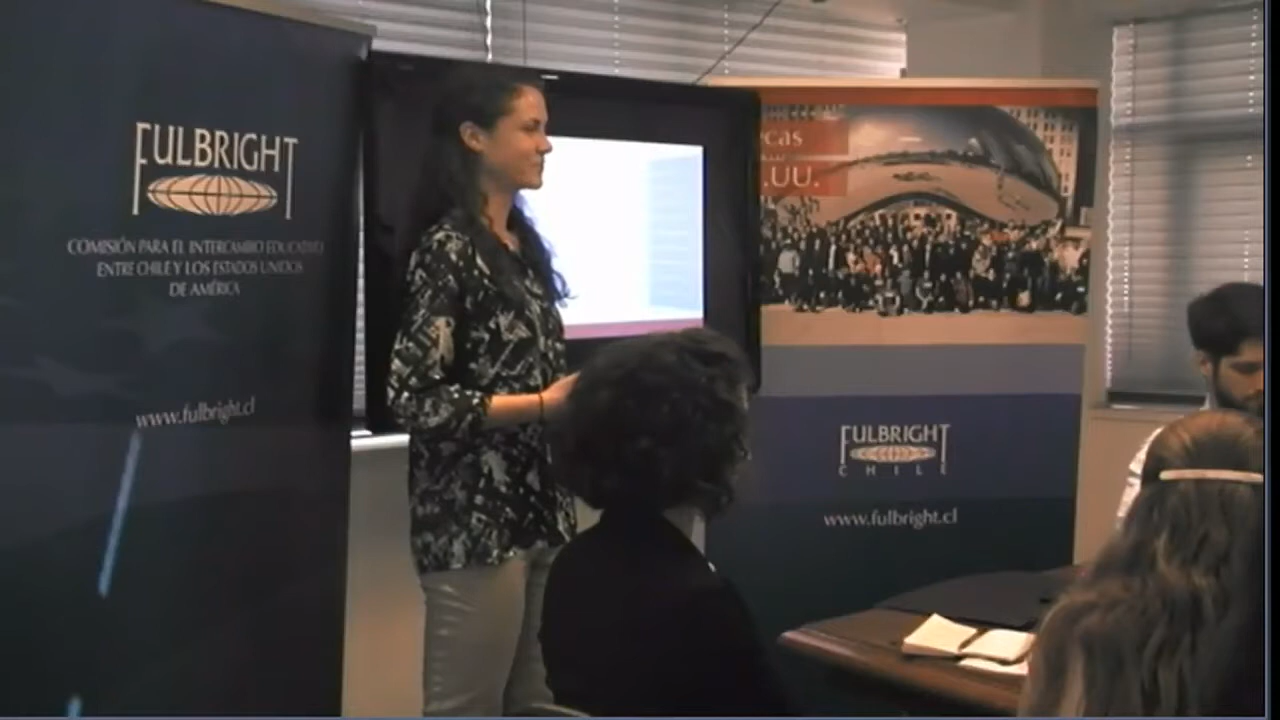 FULBRIGHT
COMISIÓN PARA EL INTERCAMBIO EDUCATIVO
ENTRE CHILE Y LOS ESTADOS UNIDOS
DE AMÉRICA
www.fulbright.cl
.UU.
FULBRIGHT
CHILE
www.fulbright.cl